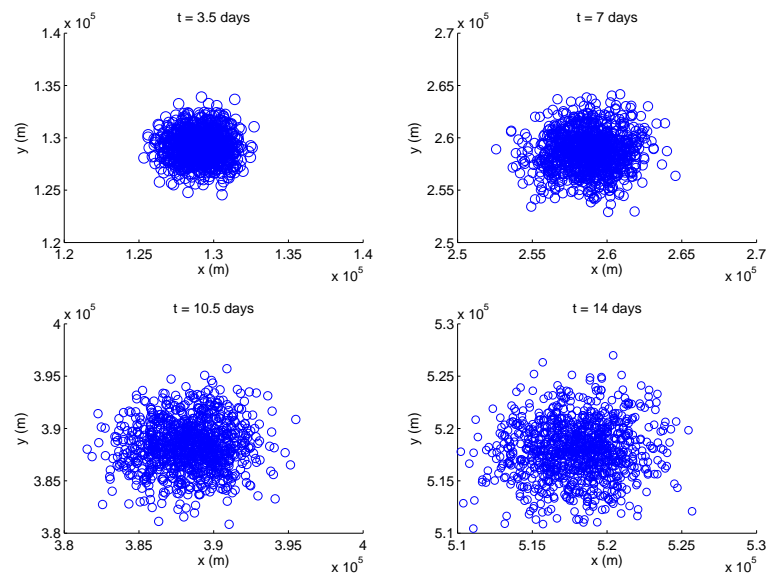 x 10^5
t = 3.5 days
1.4
1.35
1.3
1.25
1.2
y (m)
1.2 1.25 1.3 1.35 1.4
x (m)
x 10^5
x 10^5
t = 7 days
2.7
2.65
2.6
2.55
2.5
y (m)
2.5 2.55 2.6 2.65 2.7
x (m)
x 10^5
x 10^5
t = 10.5 days
4
3.95
3.9
3.85
3.8
y (m)
3.8 3.85 3.9 3.95 4
x (m)
x 10^5
x 10^5
t = 14 days
5.3
5.25
5.2
5.15
5.1
y (m)
5.1 5.15 5.2 5.25 5.3
x (m)
x 10^5